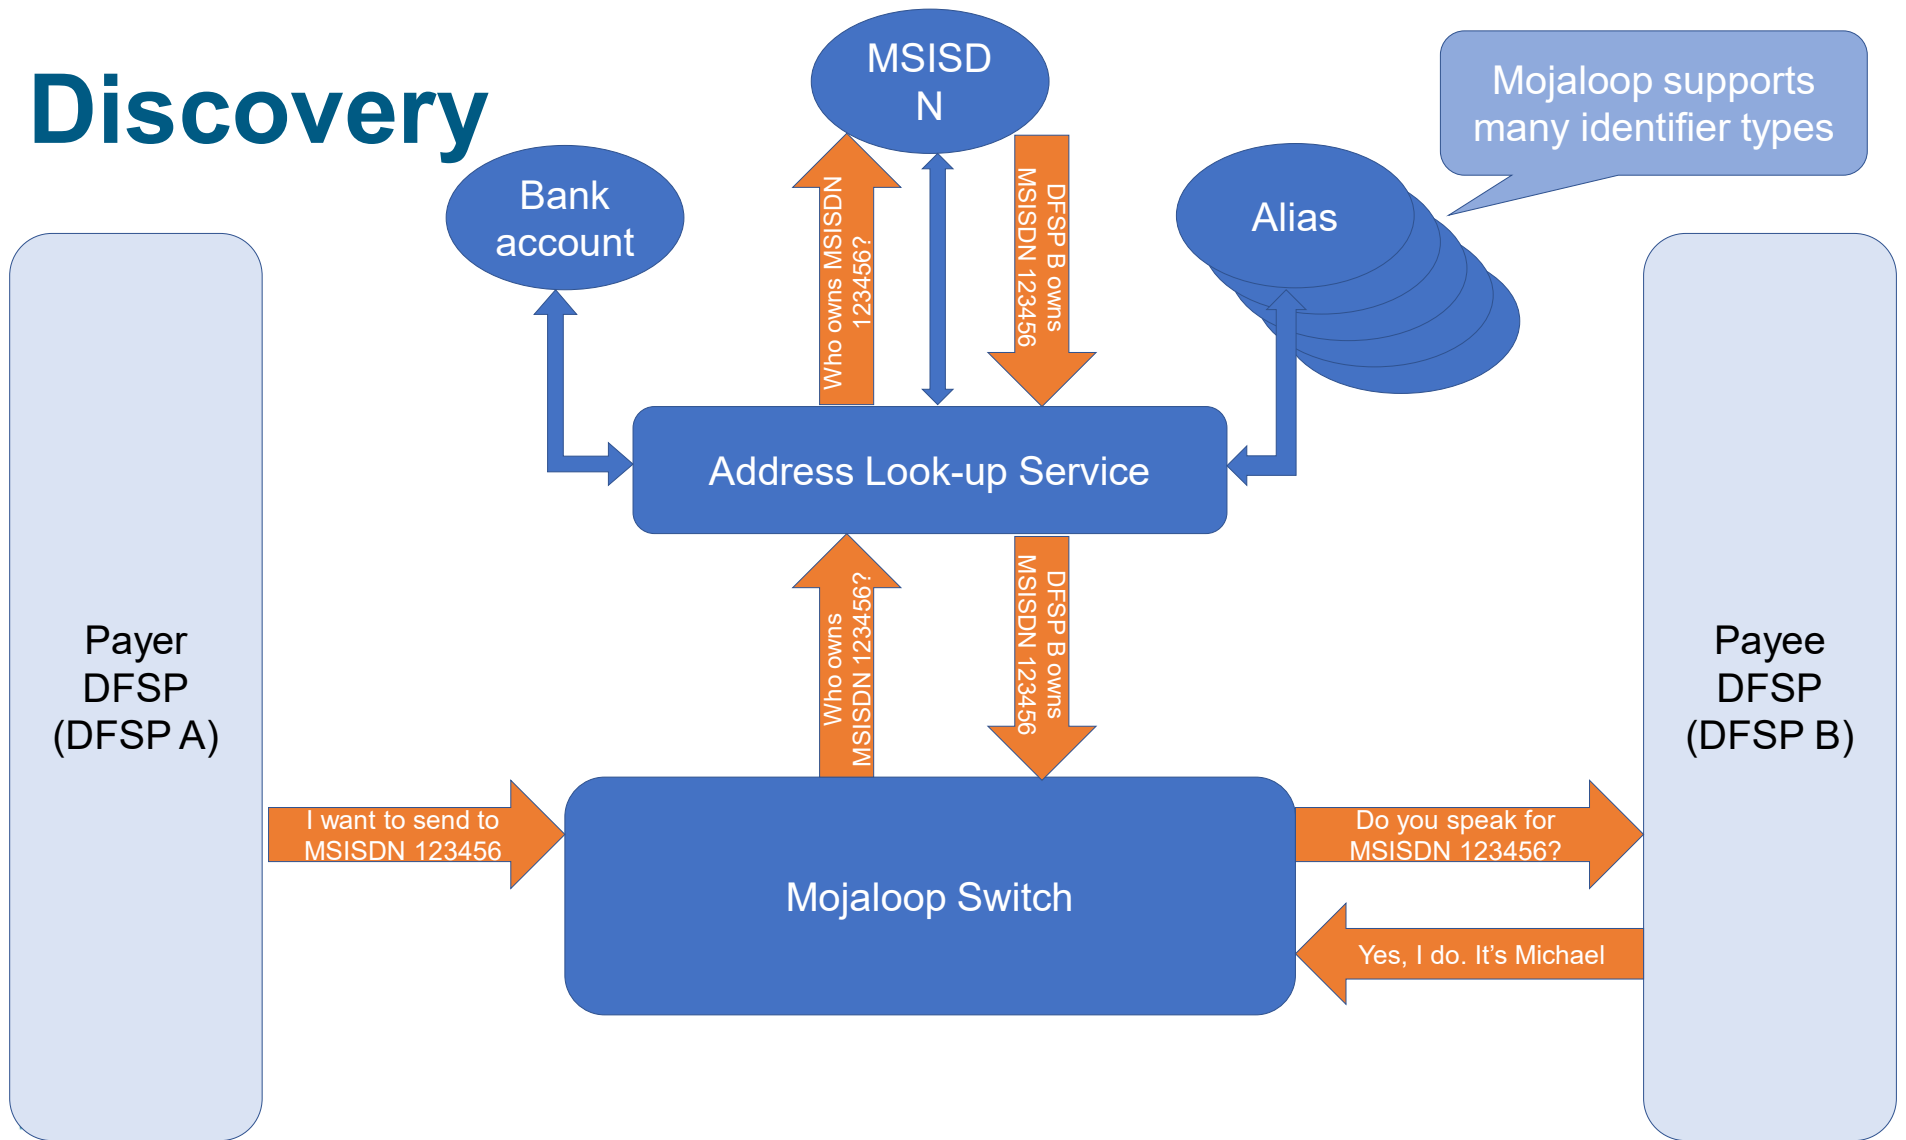 Discovery
MSISD
N
Mojaloop supports
many identifier types
Bank
account
Alias
Who owns MSISDN
123456?
DFSP B owns
MSISDN 123456
Address Look-up Service
Who owns
MSISDN 123456?
DFSP B owns
MSISDN 123456
Payer
DFSP
(DFSP A)
Payee
DFSP
(DFSP B)
I want to send to
MSISDN 123456
Mojaloop Switch
Do you speak for
MSISDN 123456?
Yes, I do. It’s Michael